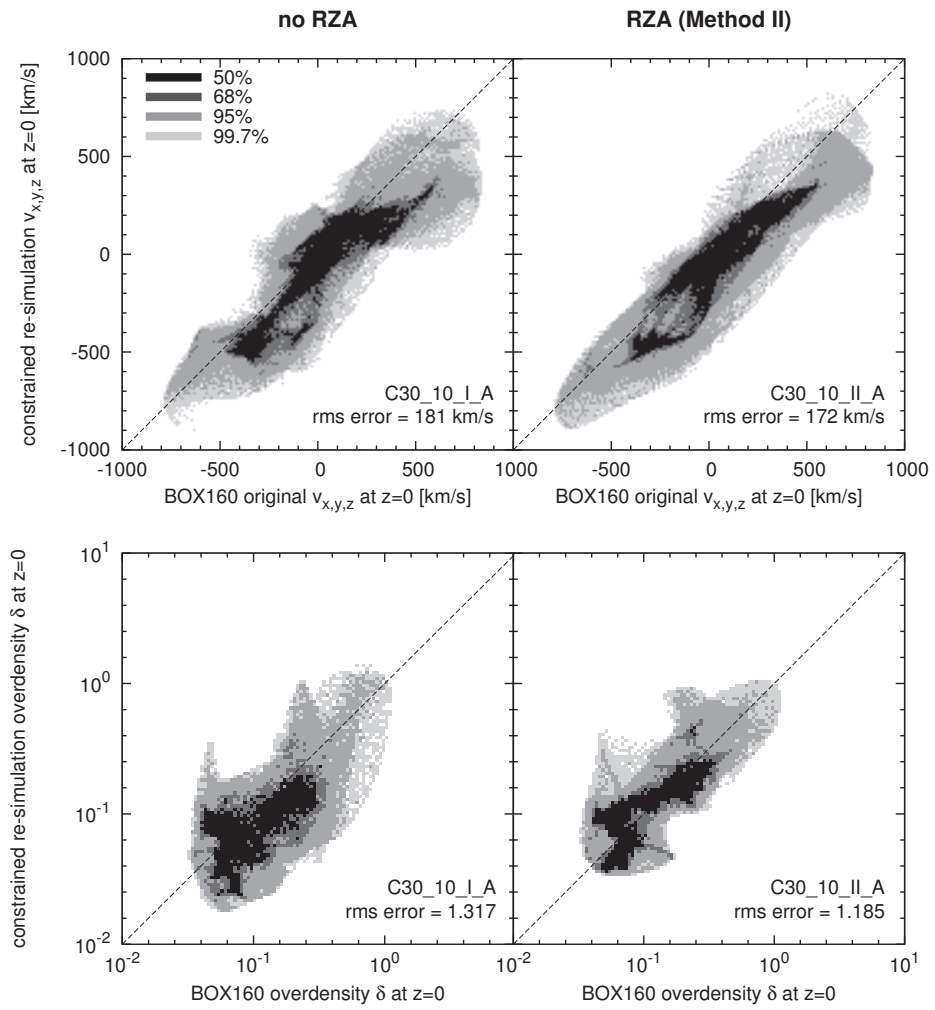 no RZA
RZA (Method II)
constrained re-simulation v_x,y,z at z=0 [km/s]
1000
500
0
-500
-1000
50%
68%
95%
99.7%
C30_10_I_A
rms error = 181 km/s
C30_10_II_A
rms error = 172 km/s
-1000 -500 0 500 1000 -500 0 500 1000
BOX160 original v_x,y,z at z=0 [km/s]
BOX160 original v_x,y,z at z=0 [km/s]
constrained re-simulation overdensity δ at z=0
10^1
10^0
10^-1
10^-2
C30_10_I_A
rms error = 1.317
C30_10_II_A
rms error = 1.185
10^-2 10^-1 10^0 10^-2 10^-1 10^0 10^1
BOX160 overdensity δ at z=0
BOX160 overdensity δ at z=0